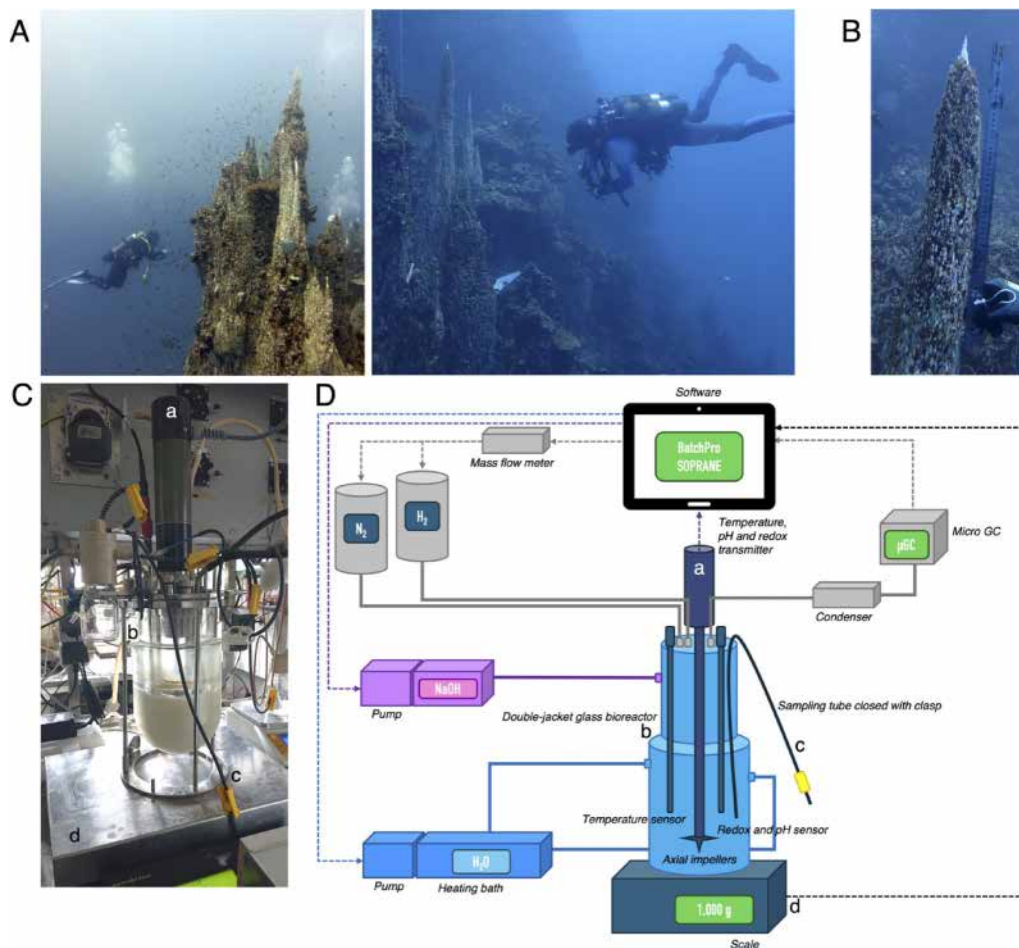 A
B
C
a
b
c
d
D
Software
BatchPro
SOPRANE
Mass flow meter
N2
H2
Temperature,
pH and redox
transmitter
a
µGC
Micro GC
Condenser
NaOH
Pump
Double-jacket glass bioreactor
b
Sampling tube closed with clasp
c
Temperature sensor
Redox and pH sensor
H2O
Axial impellers
Pump
Heating bath
1.000 g
d
Scale